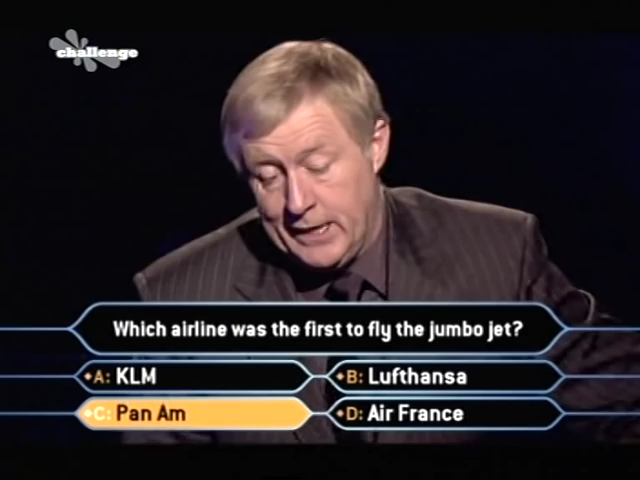 challenge
Which airline was the first to fly the jumbo jet?
A: KLM
B: Lufthansa
C: Pan Am
D: Air France